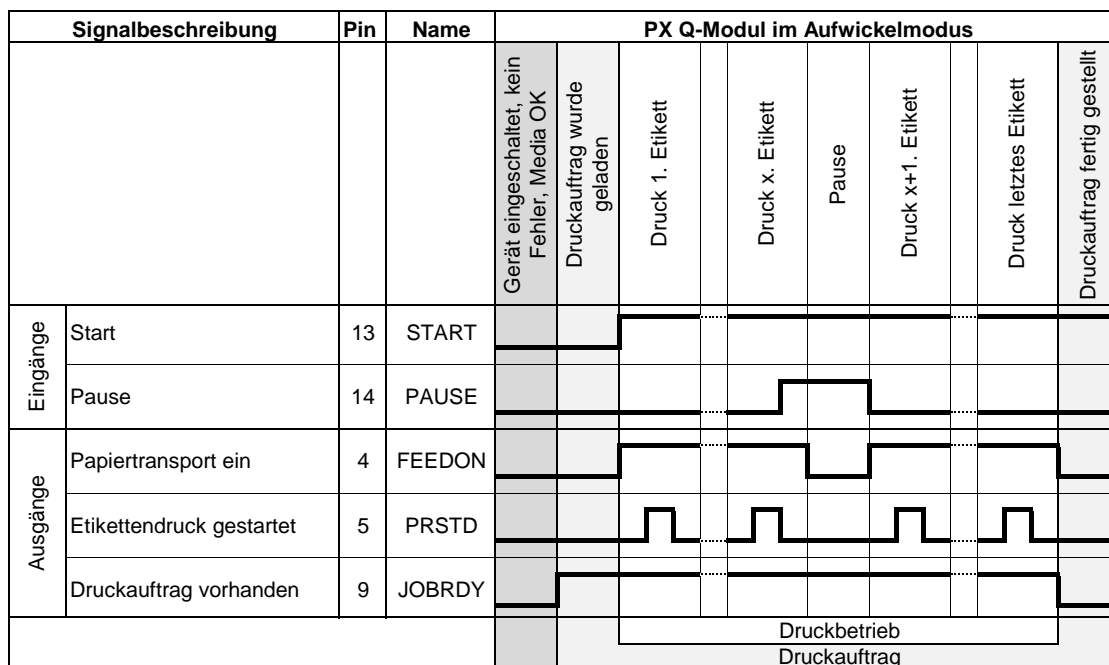 Signalbeschreibung Pin Name PX Q-Modul im Aufwickelmodus
Gerät eingeschaltet, kein
Fehler, Media OK
Druckauftrag wurde
geladen
Druck 1. Etikett
Druck x. Etikett
Pause
Druck x+1. Etikett
Druck letztes Etikett
Druckauftrag fertig gestellt
Eingänge
Start 13 START
Pause 14 PAUSE
Ausgänge
Papiertransport ein 4 FEEDON
Etikettendruck gestartet 5 PRSTD
Druckauftrag vorhanden 9 JOBRDY
Druckbetrieb
Druckauftrag